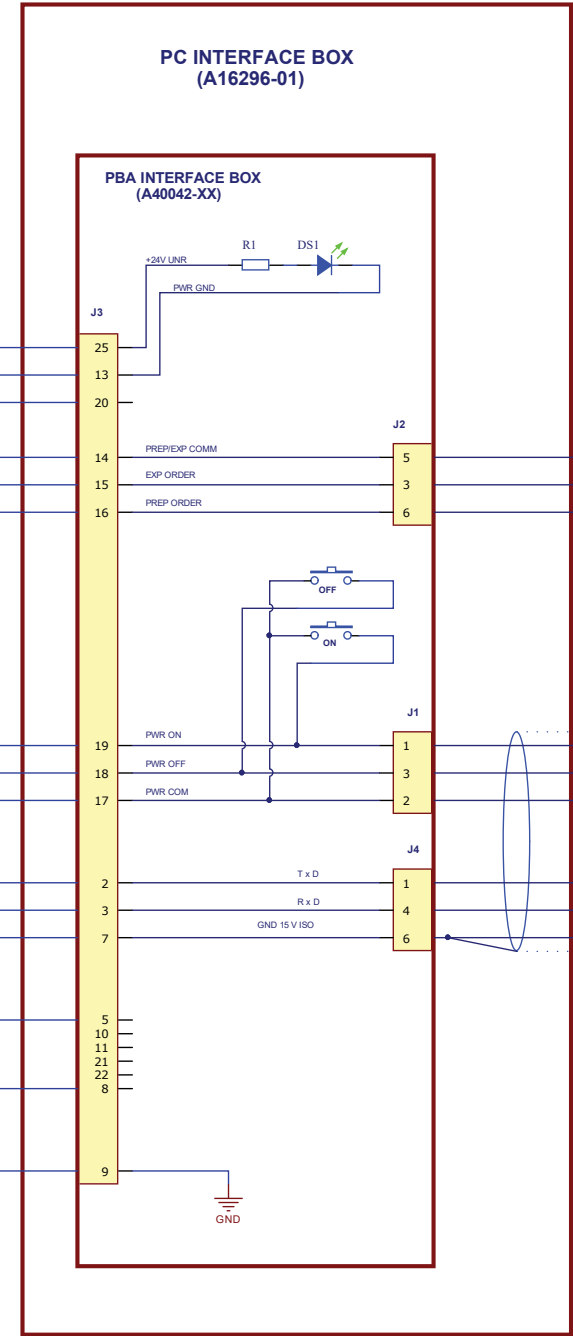 PC INTERFACE BOX
(A16296-01)
PBA INTERFACE BOX
(A40042-XX)
R1 DS1
+24V UNR
PWR GND
J3
25
13
20
J2
14 PREP/EXP COMM 5
15 EXP ORDER 3
16 PREP ORDER 6
OFF
ON
J1
19 PWR ON 1
18 PWR OFF 3
17 PWR COM 2
J4
2 T x D 1
3 R x D 4
7 GND 15 V ISO 6
5
10
11
21
22
8
9
GND